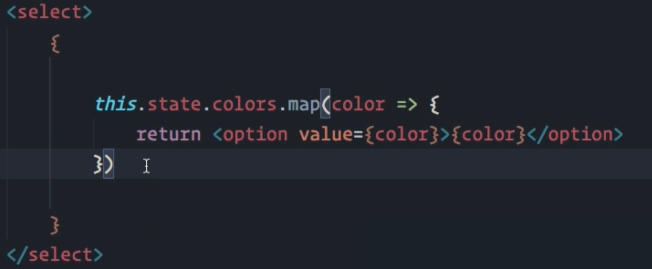 <select>
{
this.state.colors.map(color => {
return <option value={color}>{color}</option>
})
}
</select>